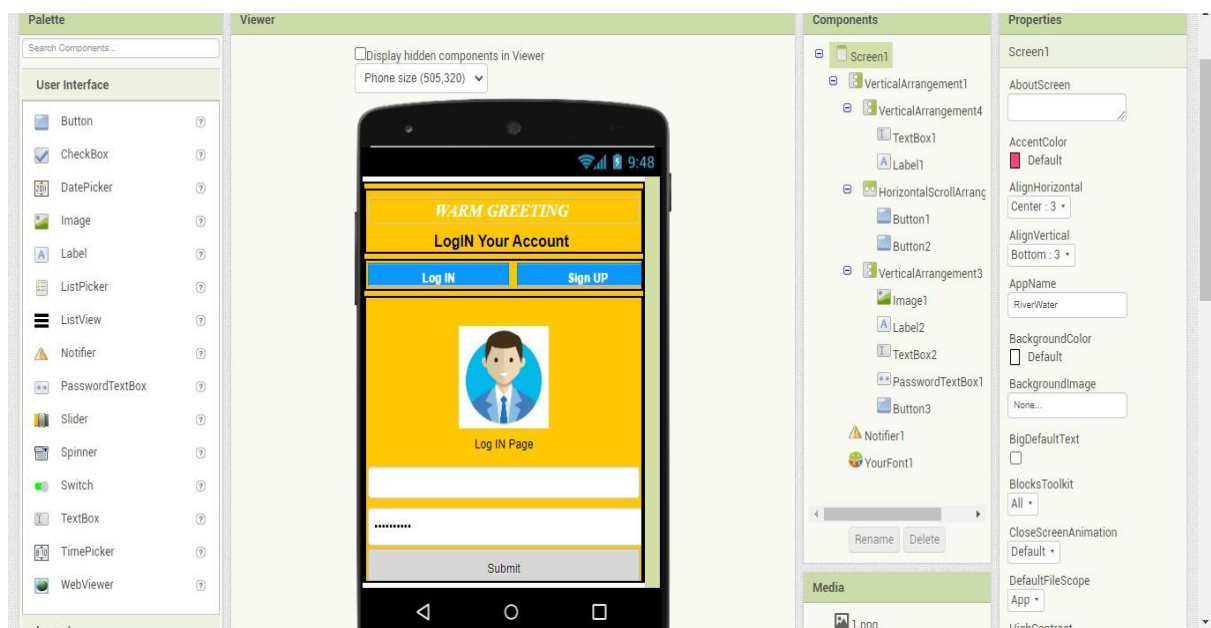 Palette
Search Components...
User Interface
Button
CheckBox
DatePicker
Image
Label
ListPicker
ListView
Notifier
PasswordTextBox
Slider
Spinner
Switch
TextBox
TimePicker
WebViewer
Viewer
Display hidden components in Viewer
Phone size (505,320)
9:48
WARM GREETING
LogIN Your Account
Log IN Sign UP
Log IN Page
••••••••••
Submit
Components
Screen1
VerticalArrangement1
VerticalArrangement4
TextBox1
Label1
HorizontalScrollArrang
Button1
Button2
VerticalArrangement3
Image1
Label2
TextBox2
PasswordTextBox1
Button3
Notifier1
YourFont1
Rename Delete
Media
1.png
Properties
Screen1
AboutScreen
AccentColor
Default
AlignHorizontal
Center : 3
AlignVertical
Bottom : 3
AppName
RiverWater
BackgroundColor
Default
BackgroundImage
None...
BigDefaultText
BlocksToolkit
All
CloseScreenAnimation
Default
DefaultFileScope
App
HighContrast